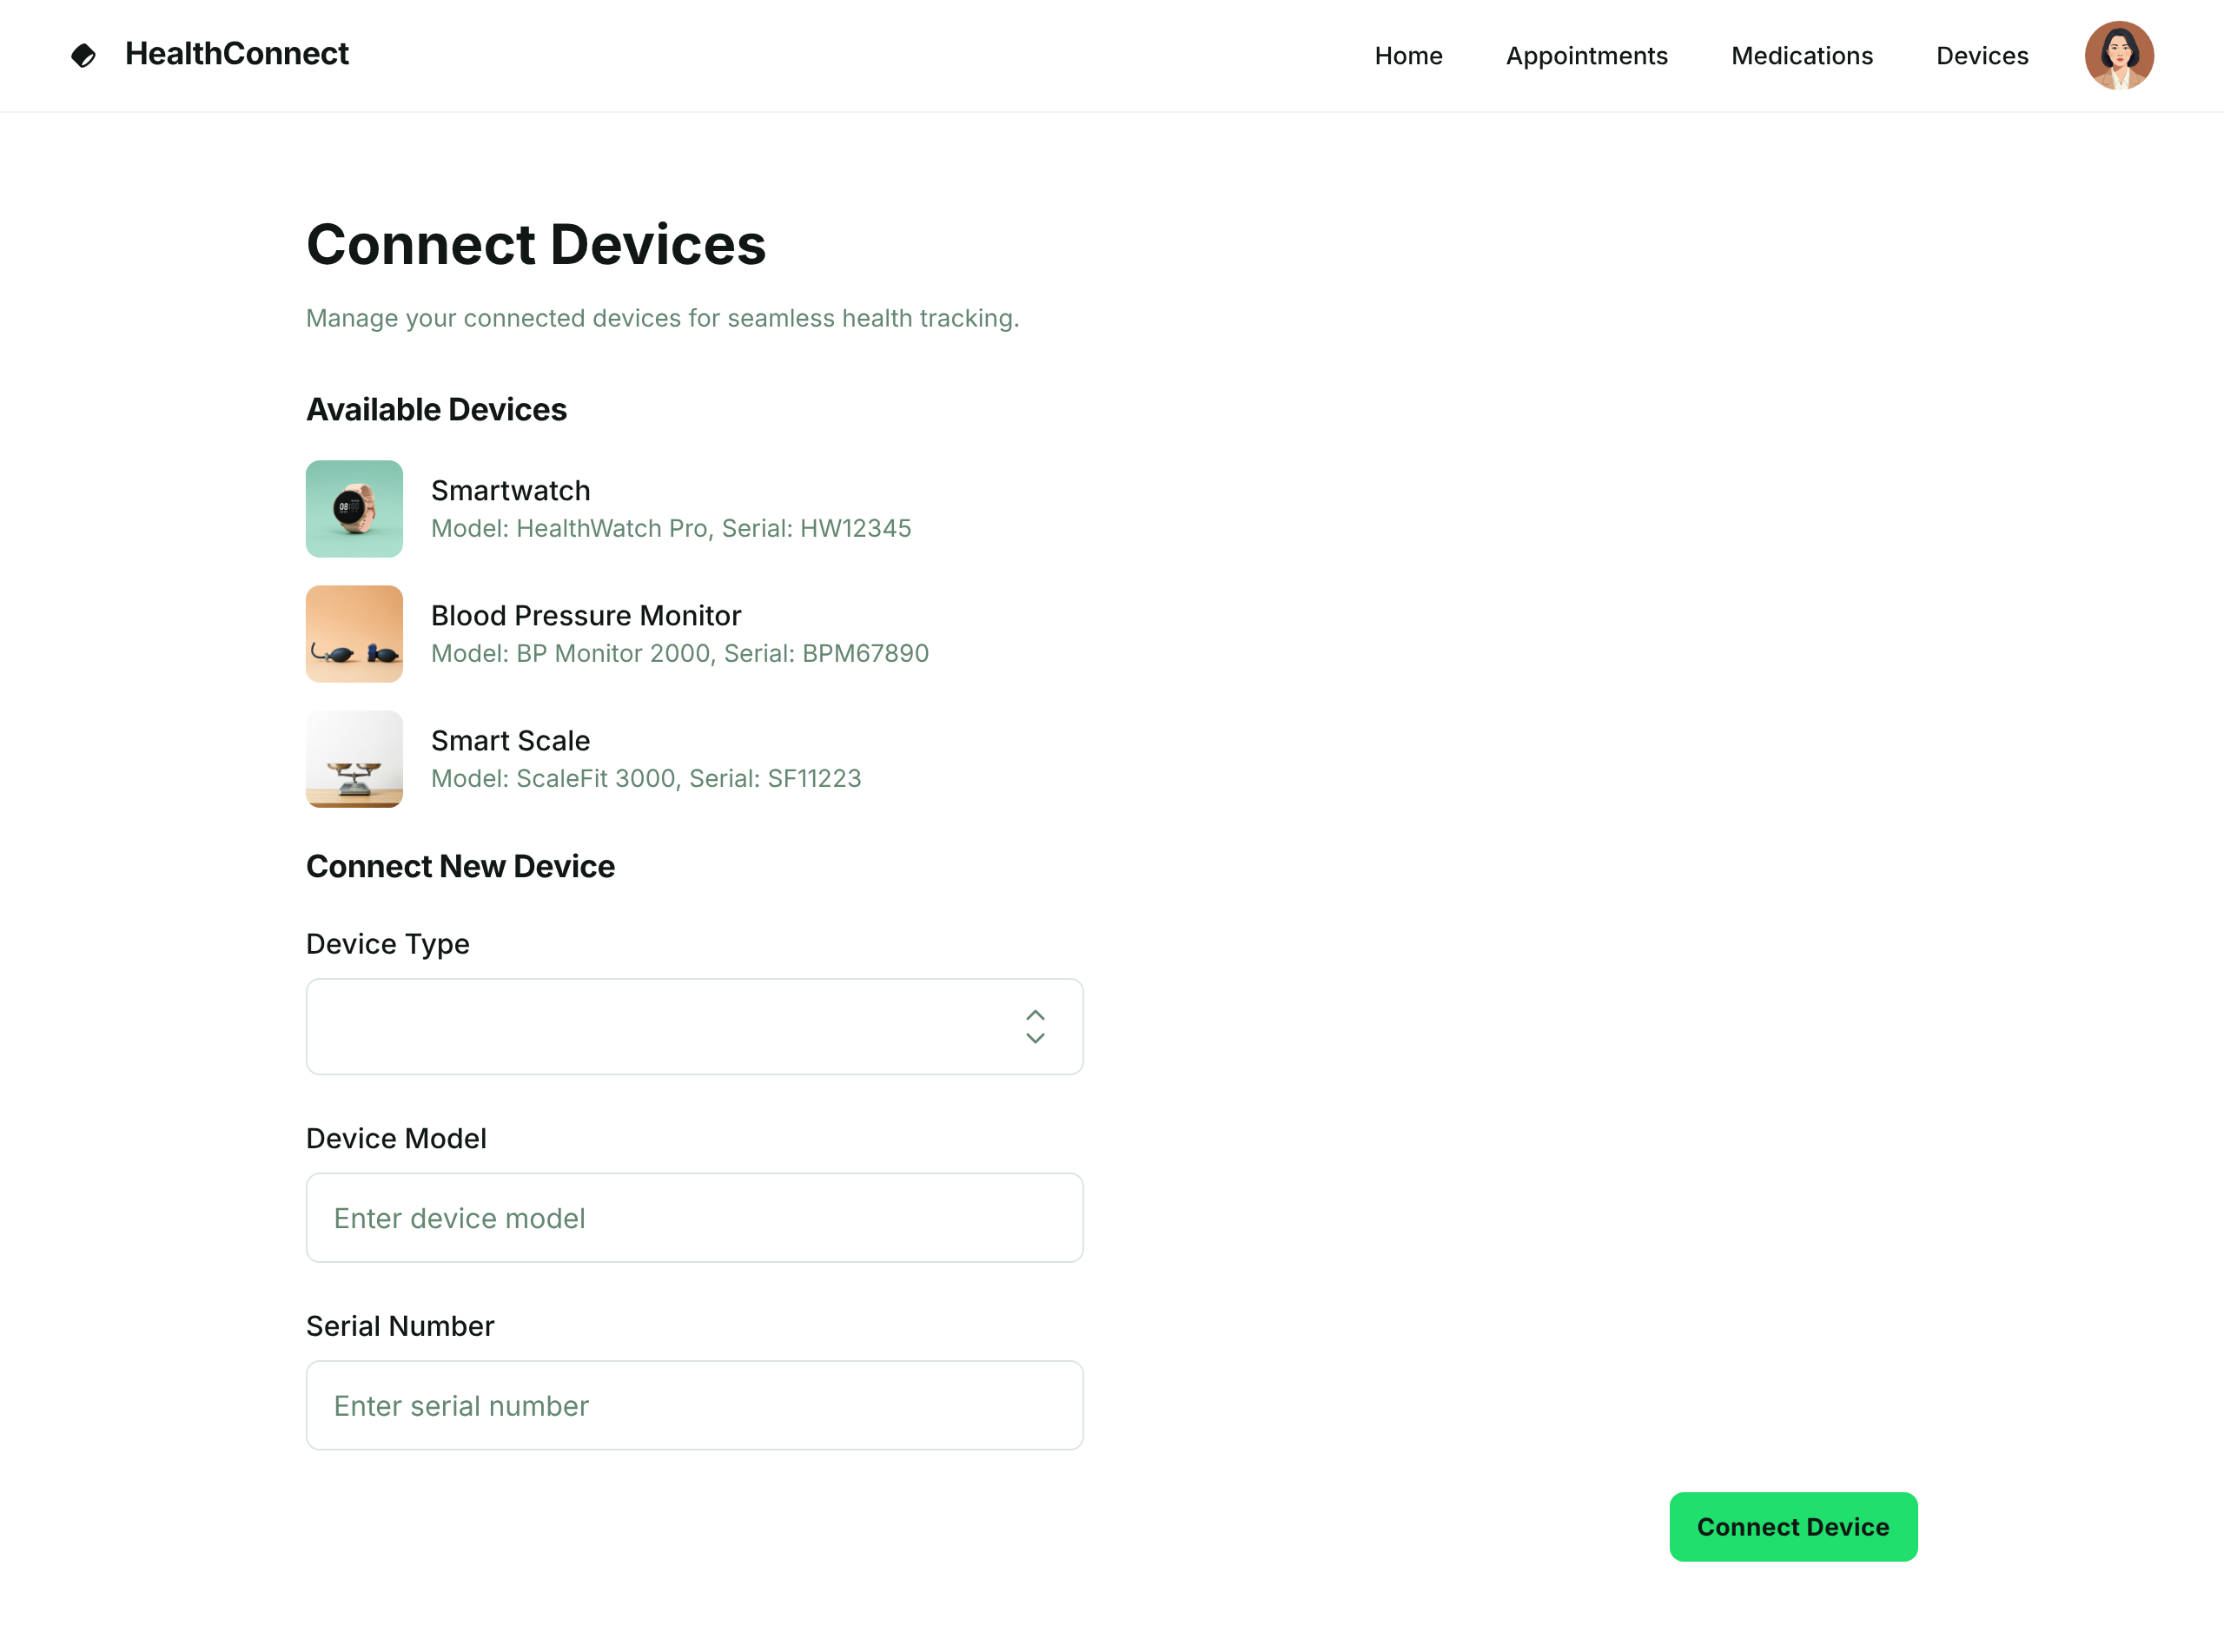 HealthConnect
Home
Appointments
Medications
Devices
Connect Devices
Manage your connected devices for seamless health tracking.
Available Devices
Smartwatch
Model: HealthWatch Pro, Serial: HW12345
Blood Pressure Monitor
Model: BP Monitor 2000, Serial: BPM67890
Smart Scale
Model: ScaleFit 3000, Serial: SF11223
Connect New Device
Device Type
Device Model
Enter device model
Serial Number
Enter serial number
Connect Device